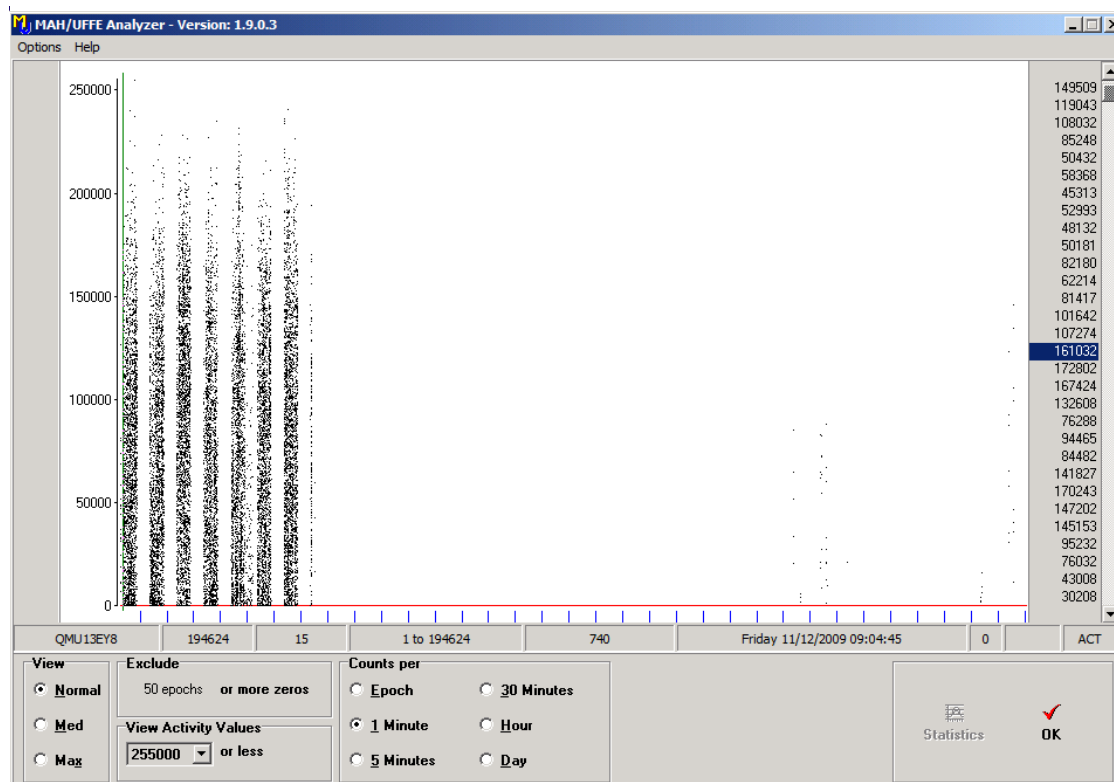 MAH/UFFE Analyzer - Version: 1.9.0.3
Options Help
250000
200000
150000
100000
50000
0
149509
119043
108032
85248
50432
58368
45313
52993
48132
50181
82180
62214
81417
101642
107274
161032
172802
167424
132608
76288
94465
84482
141827
170243
147202
145153
95232
76032
43008
30208
QMU13EY8 194624 15 1 to 194624 740 Friday 11/12/2009 09:04:45 0 ACT
View
Normal
Med
Max
Exclude
50 epochs or more zeros
View Activity Values
255000 or less
Counts per
Epoch 30 Minutes
1 Minute Hour
5 Minutes Day
Statistics OK